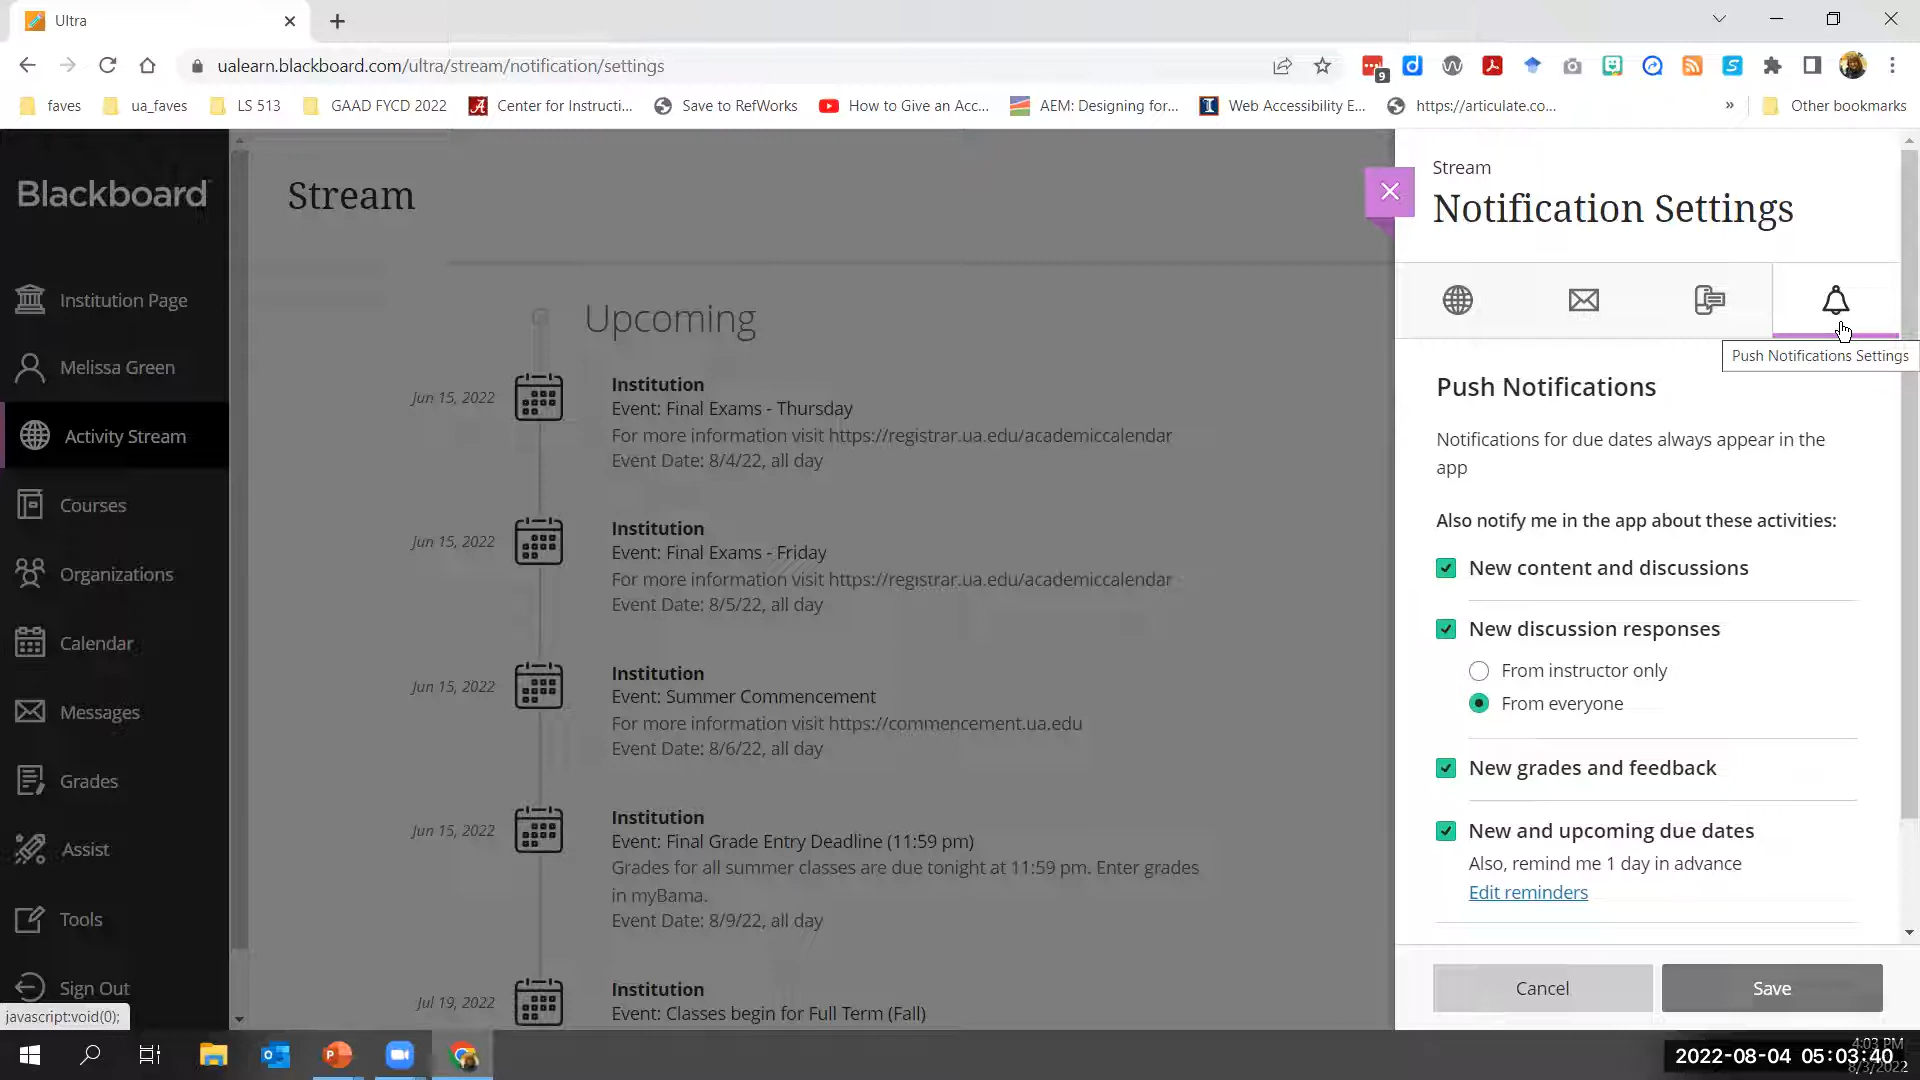 Ultra
ualearn.blackboard.com/ultra/stream/notification/settings
9
faves
ua_faves
LS 513
GAAD FYCD 2022
Center for Instructi...
Save to RefWorks
How to Give an Acc...
AEM: Designing for...
Web Accessibility E...
https://articulate.co...
»
Other bookmarks
Blackboard
Institution Page
Melissa Green
Activity Stream
Courses
Organizations
Calendar
Messages
Grades
Assist
Tools
Sign Out
javascript:void(0);
Stream
Upcoming
Jun 15, 2022
Institution
Event: Final Exams - Thursday
For more information visit https://registrar.ua.edu/academiccalendar
Event Date: 8/4/22, all day
Jun 15, 2022
Institution
Event: Final Exams - Friday
For more information visit https://registrar.ua.edu/academiccalendar
Event Date: 8/5/22, all day
Jun 15, 2022
Institution
Event: Summer Commencement
For more information visit https://commencement.ua.edu
Event Date: 8/6/22, all day
Jun 15, 2022
Institution
Event: Final Grade Entry Deadline (11:59 pm)
Grades for all summer classes are due tonight at 11:59 pm. Enter grades
in myBama.
Event Date: 8/9/22, all day
Jul 19, 2022
Institution
Event: Classes begin for Full Term (Fall)
Stream
Notification Settings
Push Notifications Settings
Push Notifications
Notifications for due dates always appear in the
app
Also notify me in the app about these activities:
New content and discussions
New discussion responses
From instructor only
From everyone
New grades and feedback
New and upcoming due dates
Also, remind me 1 day in advance
Edit reminders
Cancel
Save
4:03 PM
2022-08-04 05:03:40
8/3/2022